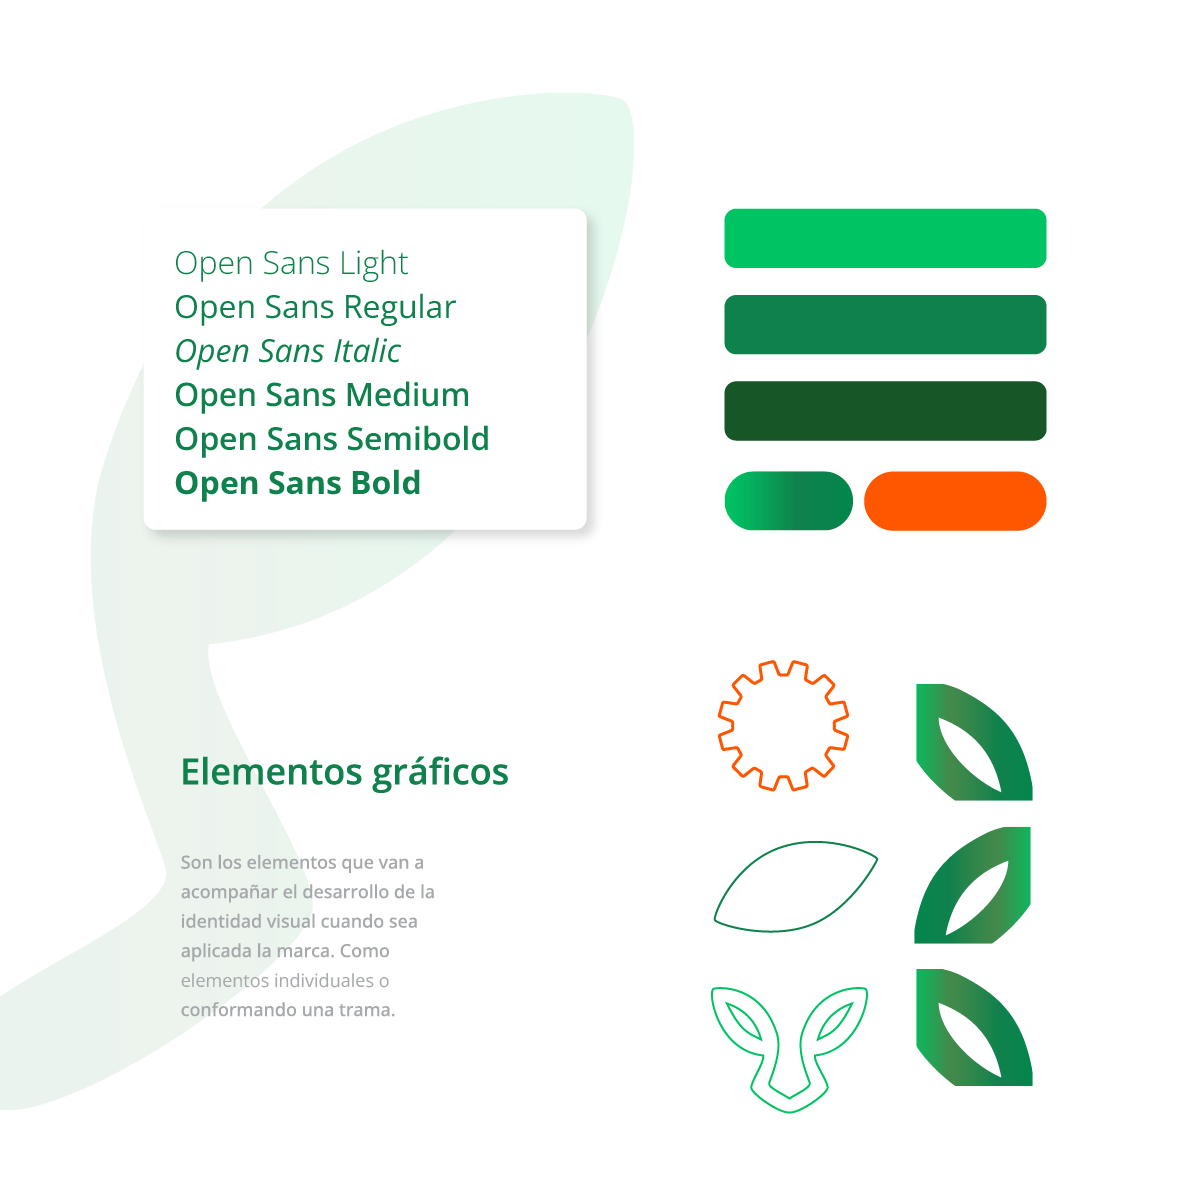 Open Sans Light
Open Sans Regular
Open Sans Italic
Open Sans Medium
Open Sans Semibold
Open Sans Bold
Elementos gráficos
Son los elementos que van a
acompañar el desarrollo de la
identidad visual cuando sea
aplicada la marca. Como
elementos individuales o
conformando una trama.